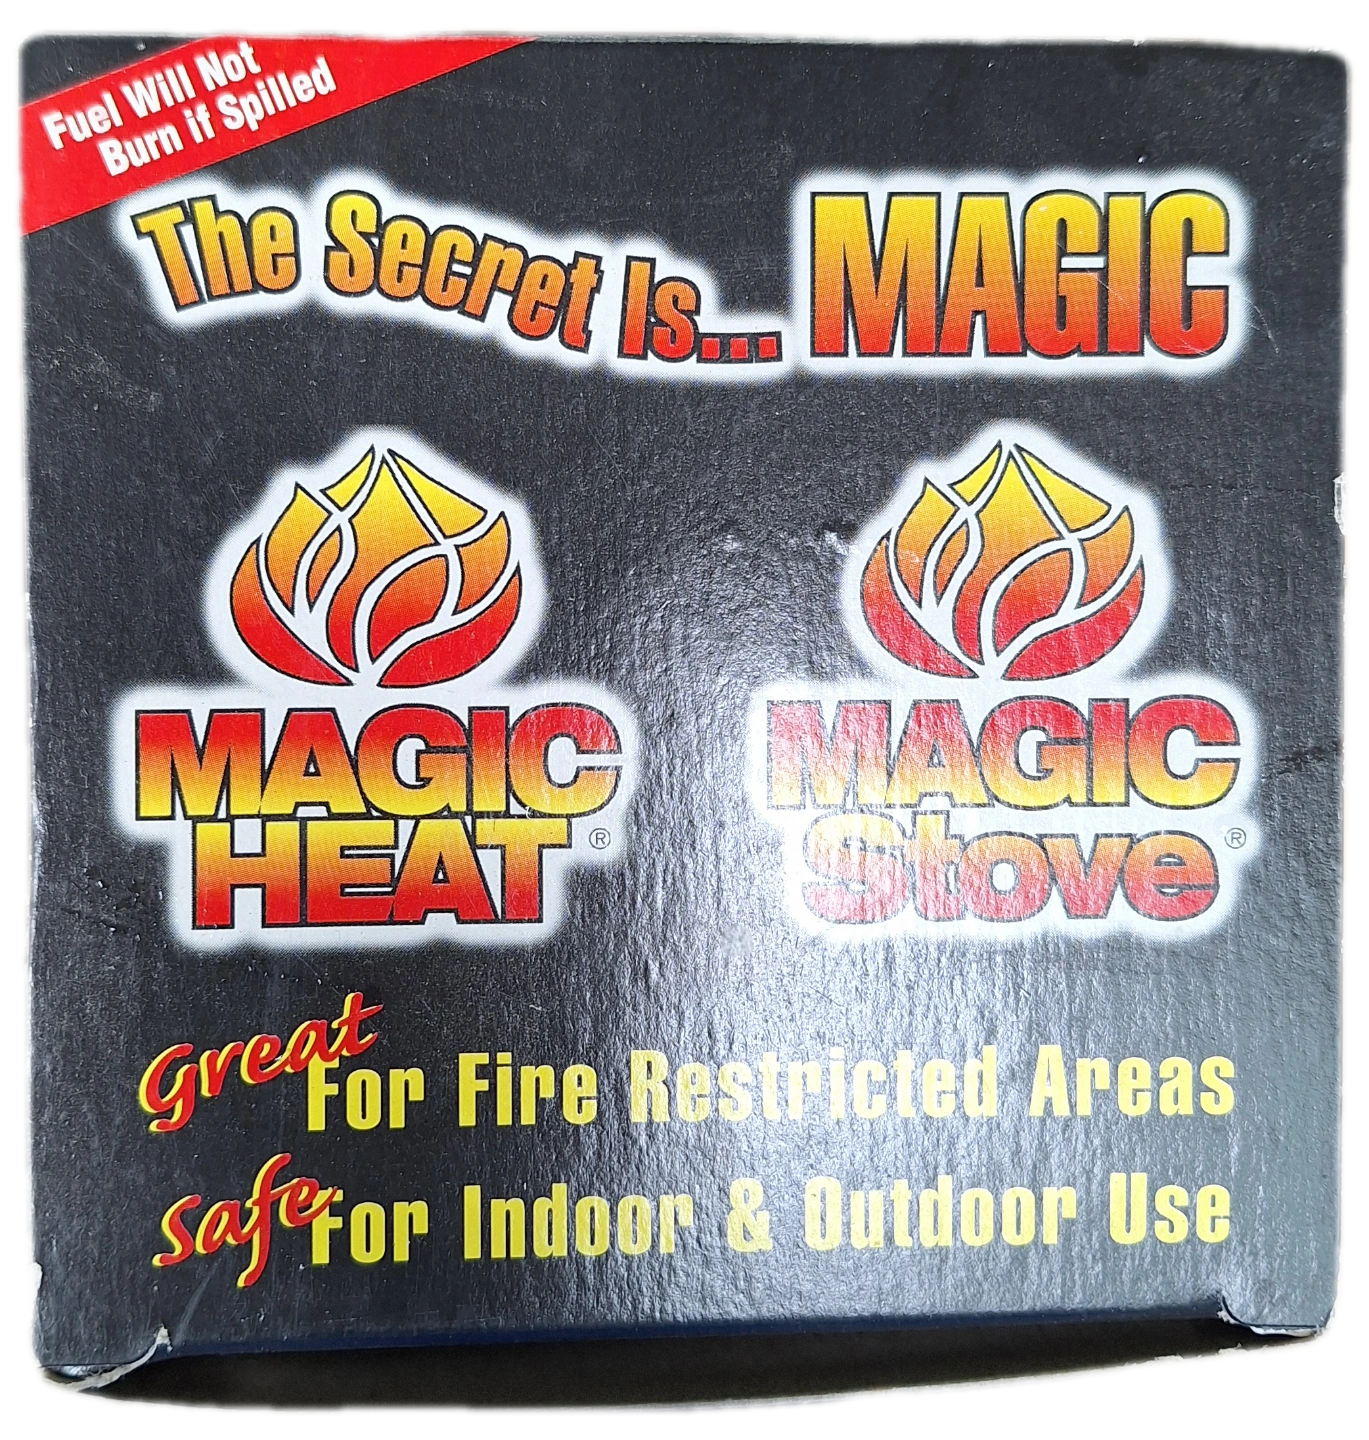 Fuel Will Not
Burn if Spilled
The Secret Is... MAGIC
MAGIC
HEAT®
MAGIC
Stove®
Great For Fire Restricted Areas
Safe For Indoor & Outdoor Use